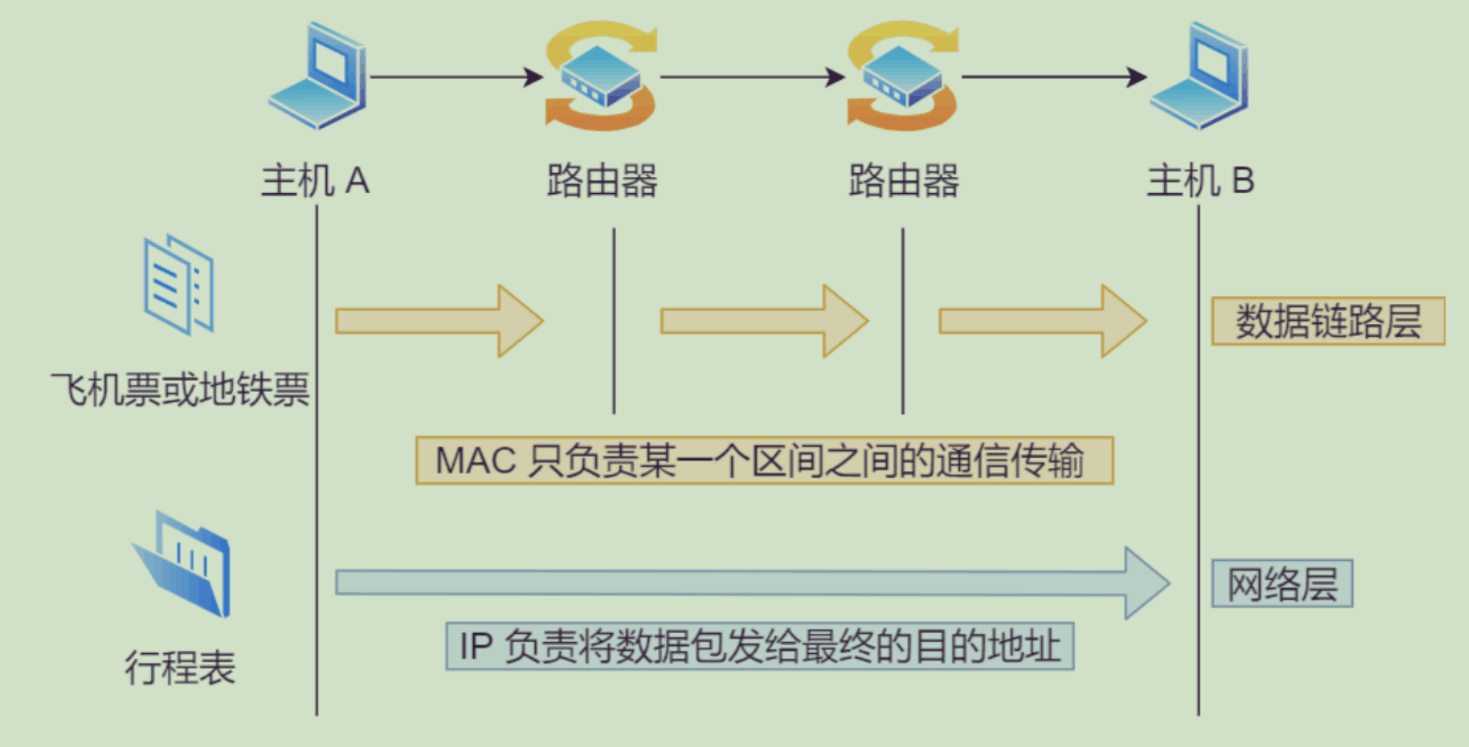 主机 A
路由器
路由器
主机 B
飞机票或地铁票
数据链路层
MAC 只负责某一个区间之间的通信传输
行程表
网络层
IP 负责将数据包发给最终的目的地址